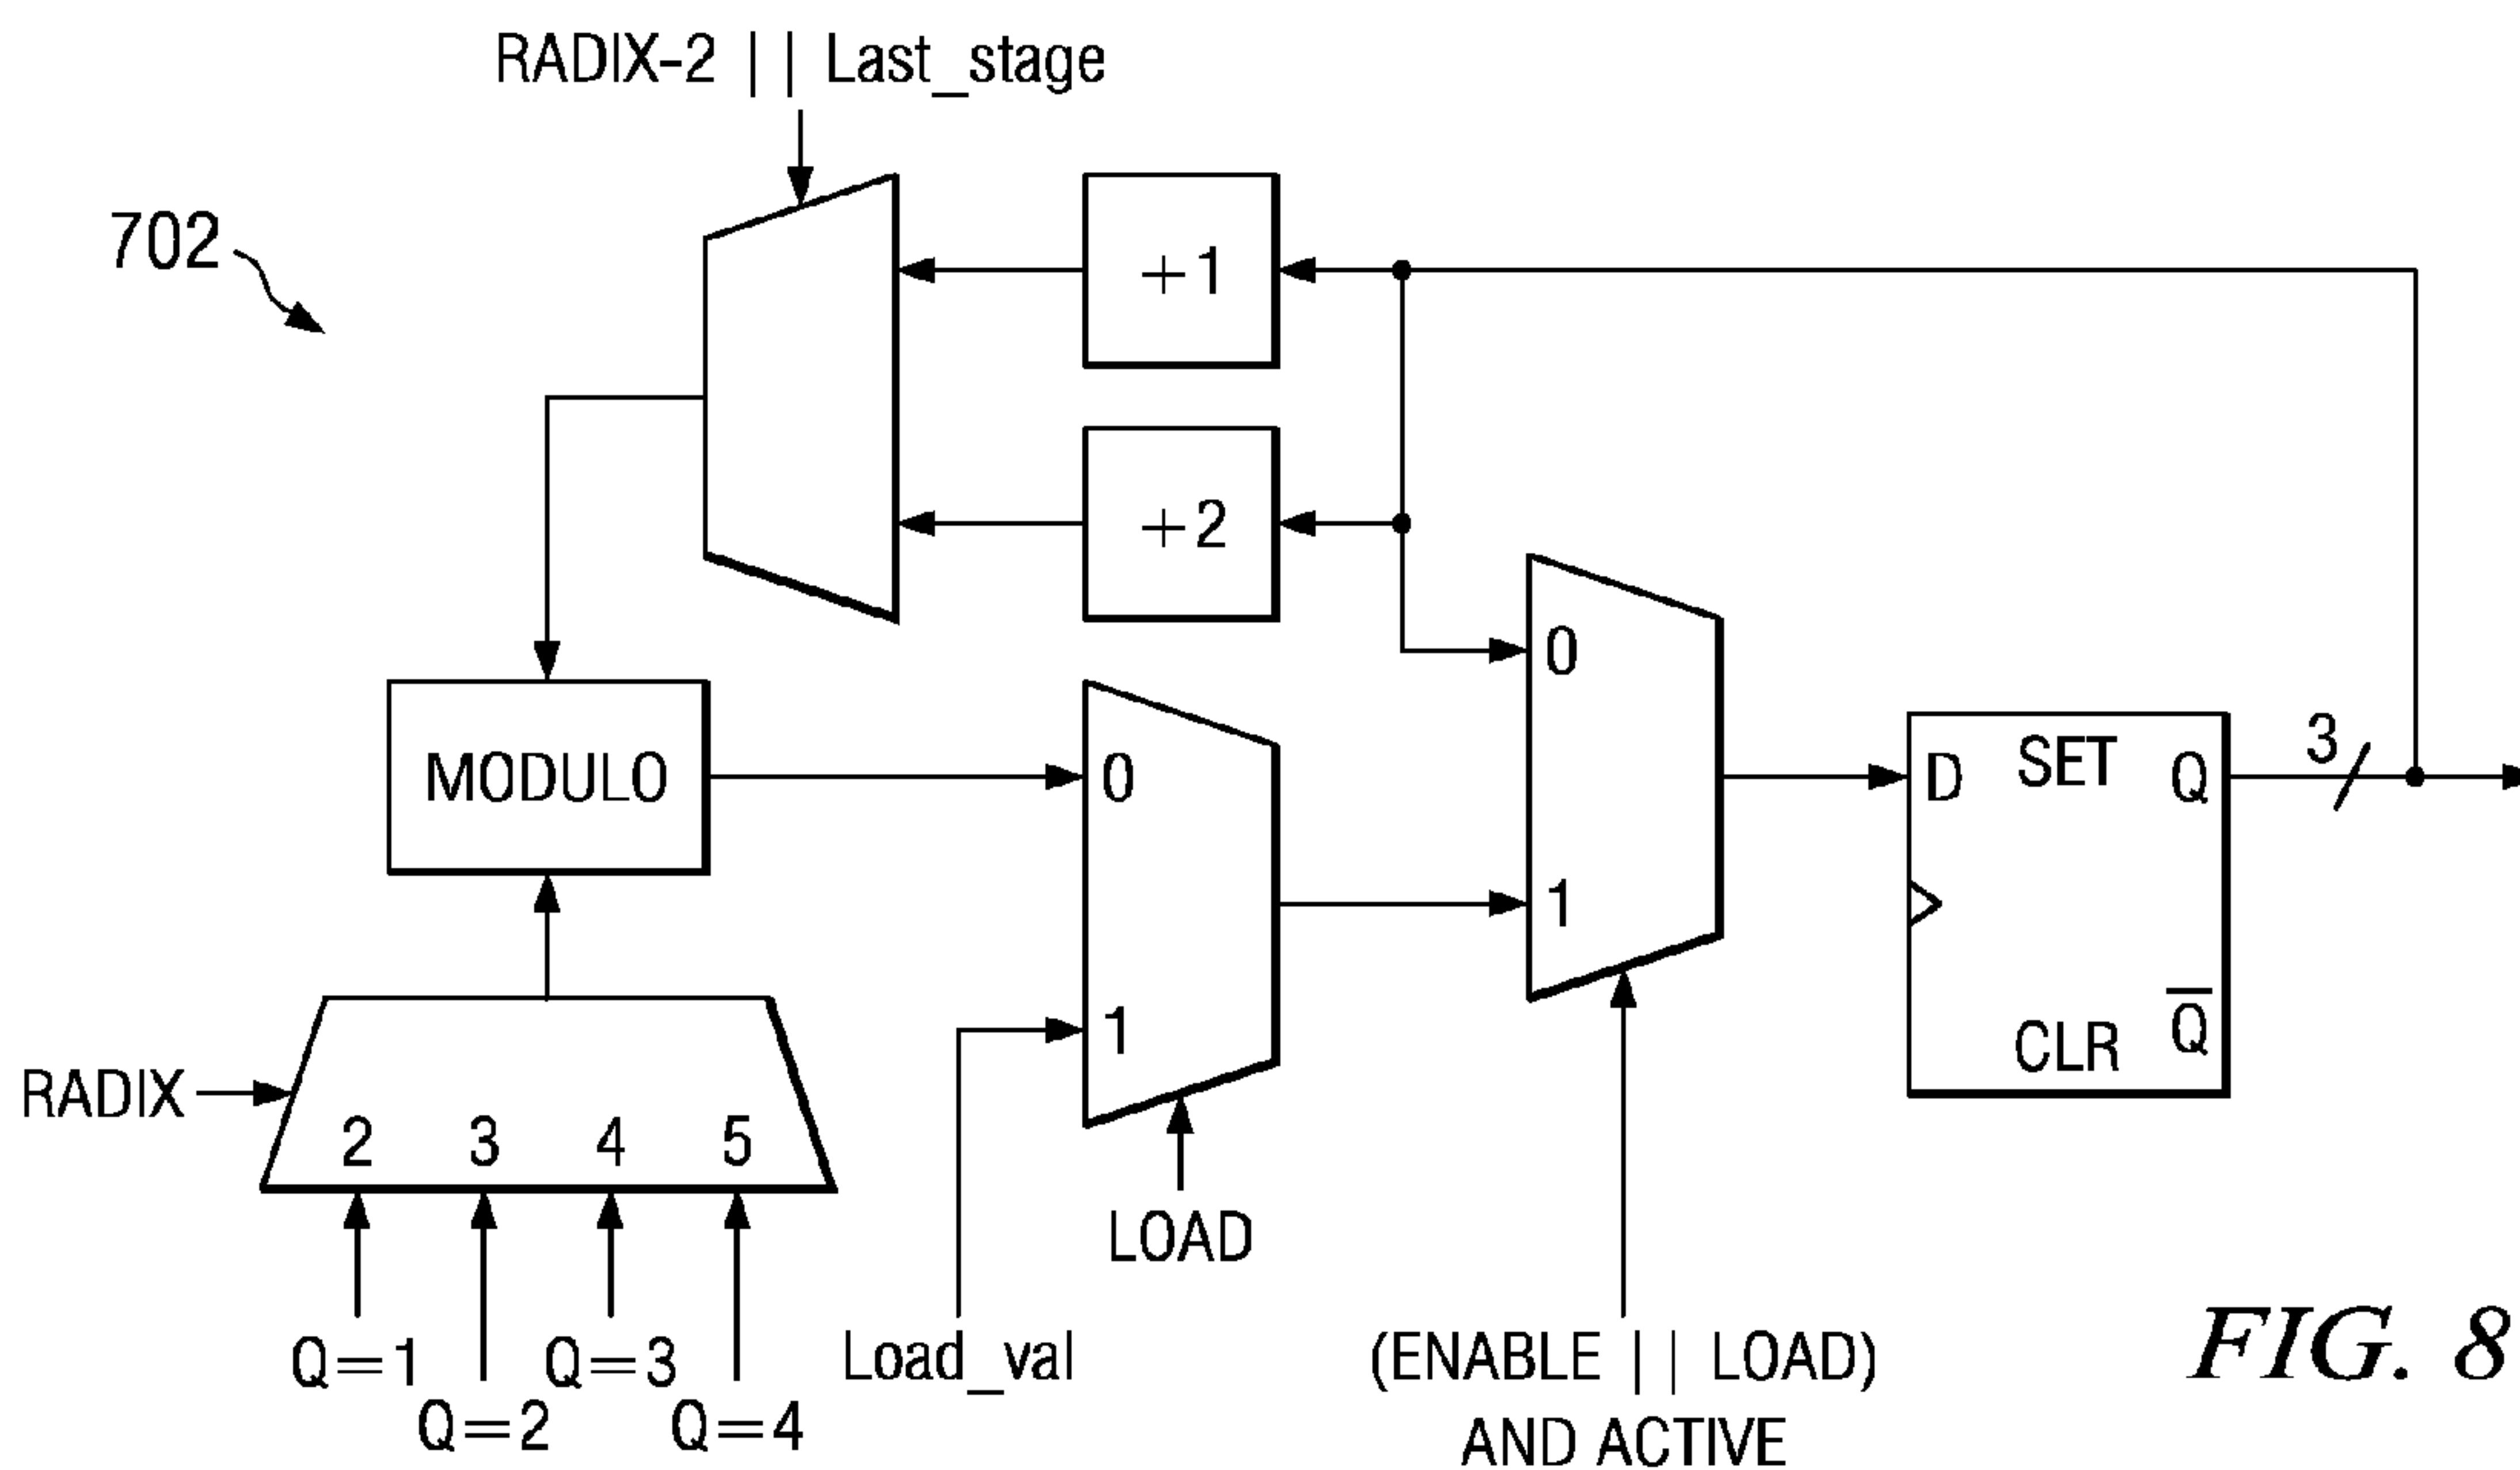 RADIX-2 || Last_stage
702
+1
+2
0
MODULO
0
3
D SET Q
1
1
CLR Q
RADIX
2 3 4 5
LOAD
Q=1 Q=3
Q=2 Q=4
Load_val
(ENABLE || LOAD)
AND ACTIVE
FIG. 8